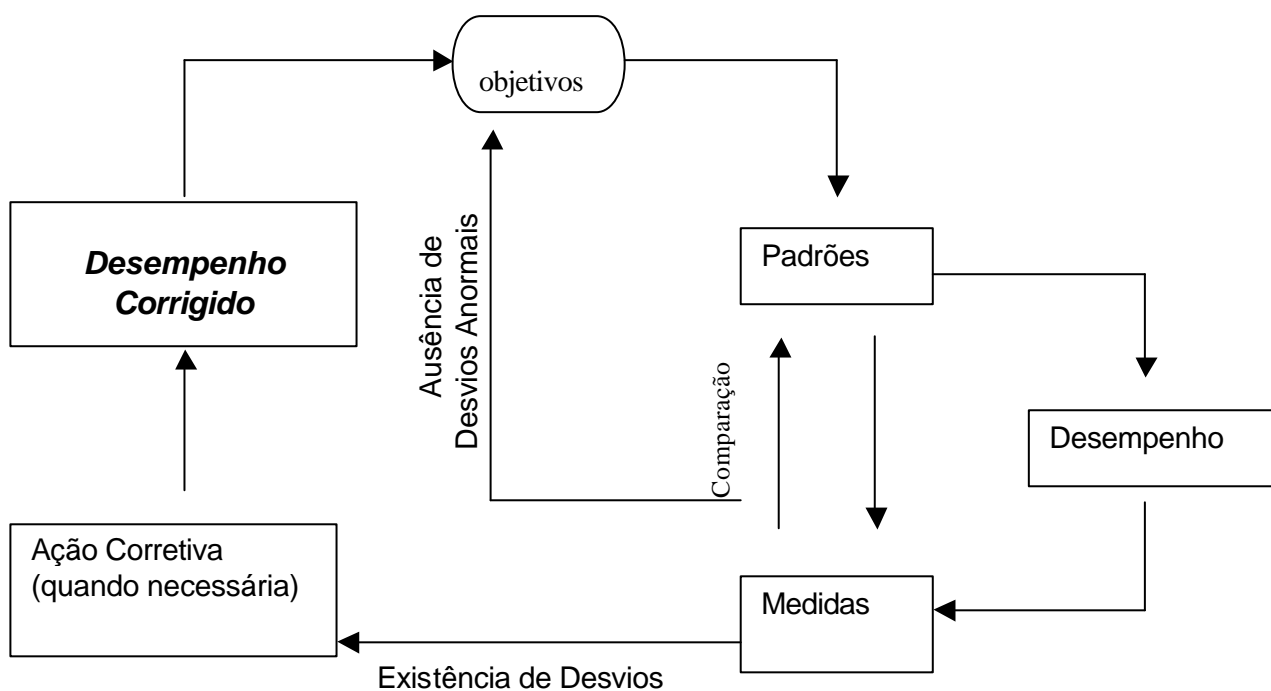 objetivos
Desempenho
Corrigido
Ausência de
Desvios Anormais
Padrões
Comparação
Desempenho
Ação Corretiva
(quando necessária)
Medidas
Existência de Desvios